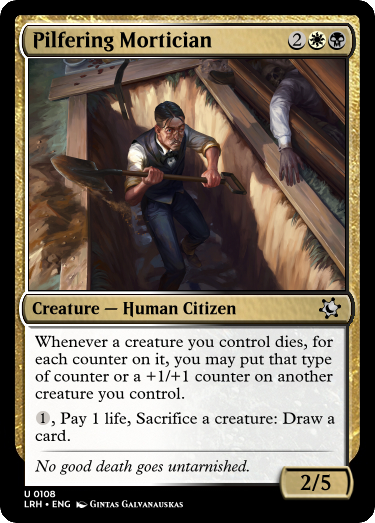 Pilfering Mortician 2
Creature — Human Citizen
Whenever a creature you control dies, for
each counter on it, you may put that type
of counter or a +1/+1 counter on another
creature you control.
1, Pay 1 life, Sacrifice a creature: Draw a
card.
No good death goes untarnished.
2/5
U 0108
LRH • ENG Gintas Galvanauskas